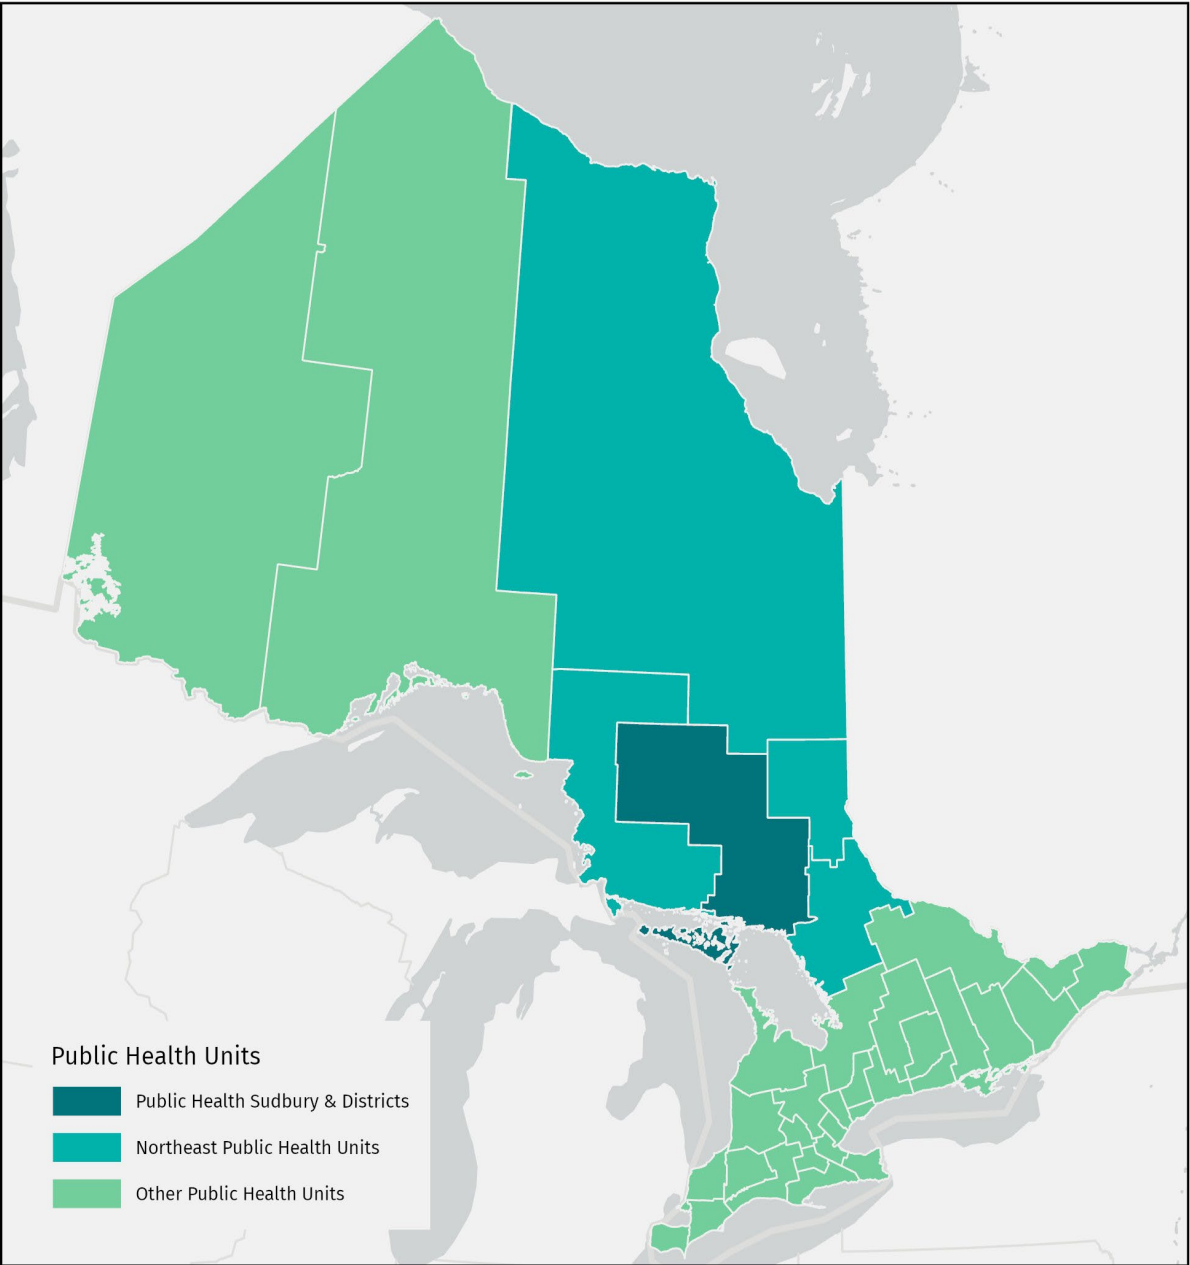 Public Health Units
Public Health Sudbury & Districts
Northeast Public Health Units
Other Public Health Units